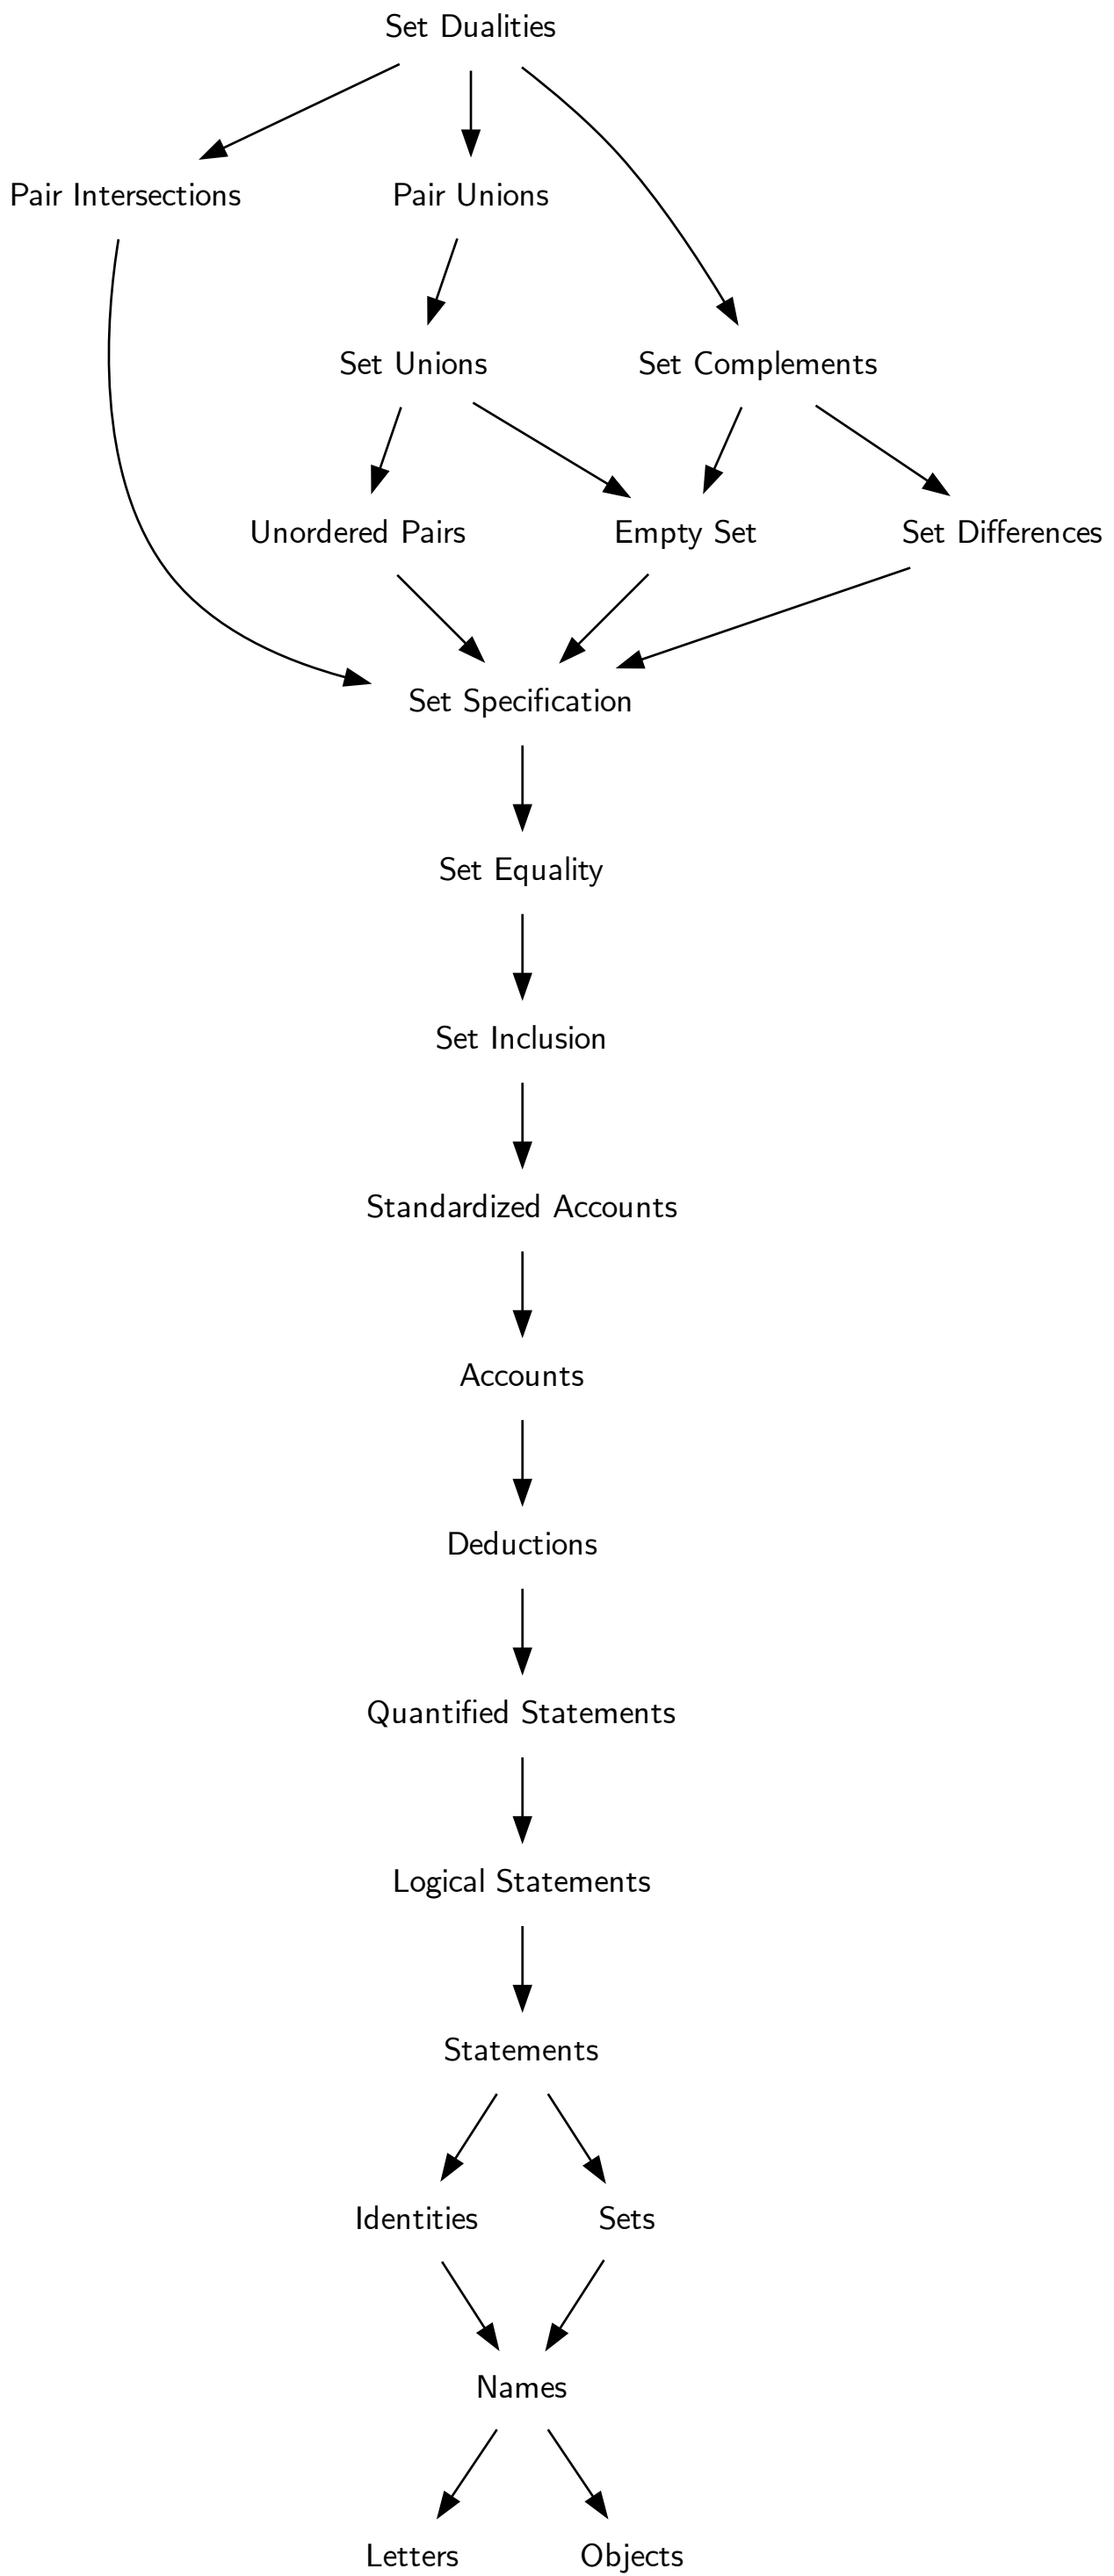 Set Dualities
Pair Intersections
Pair Unions
Set Unions
Set Complements
Unordered Pairs
Empty Set
Set Differences
Set Specification
Set Equality
Set Inclusion
Standardized Accounts
Accounts
Deductions
Quantified Statements
Logical Statements
Statements
Identities
Sets
Names
Letters
Objects